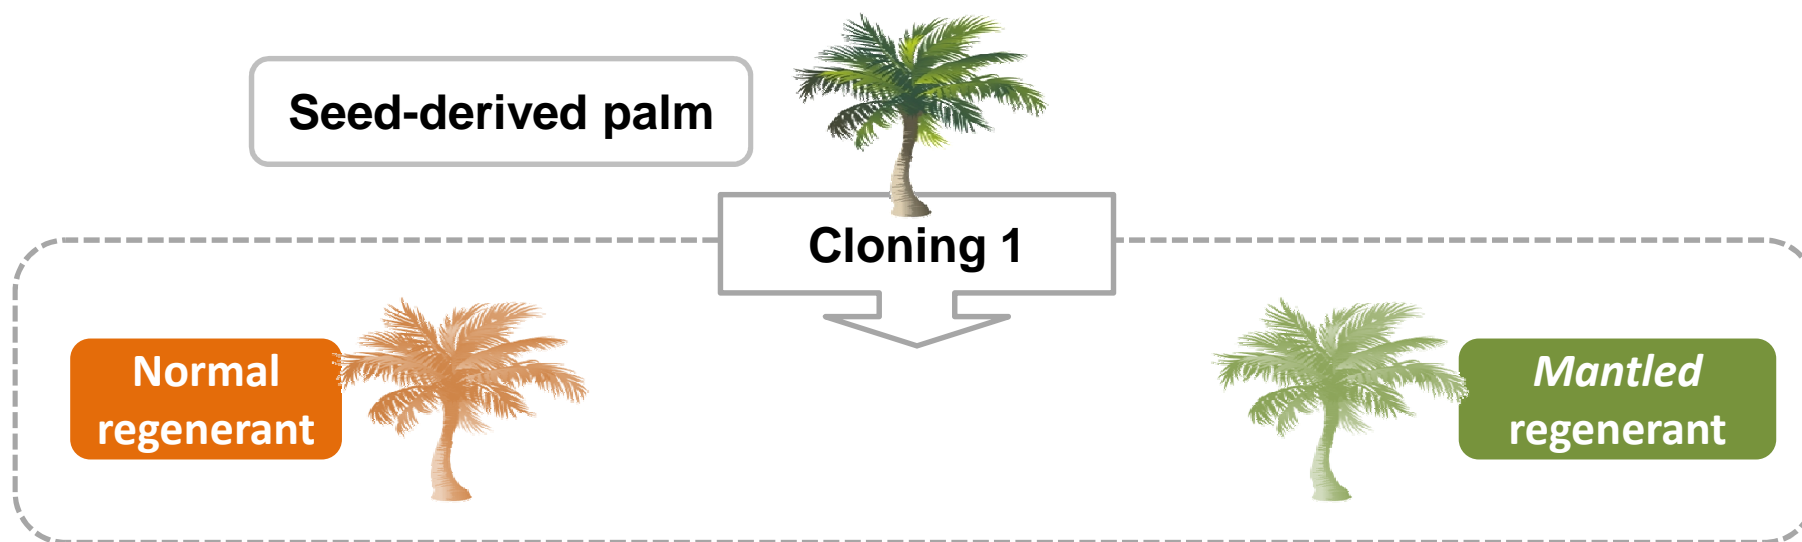 Seed-derived palm
Cloning 1
Normal
regenerant
Mantled
regenerant